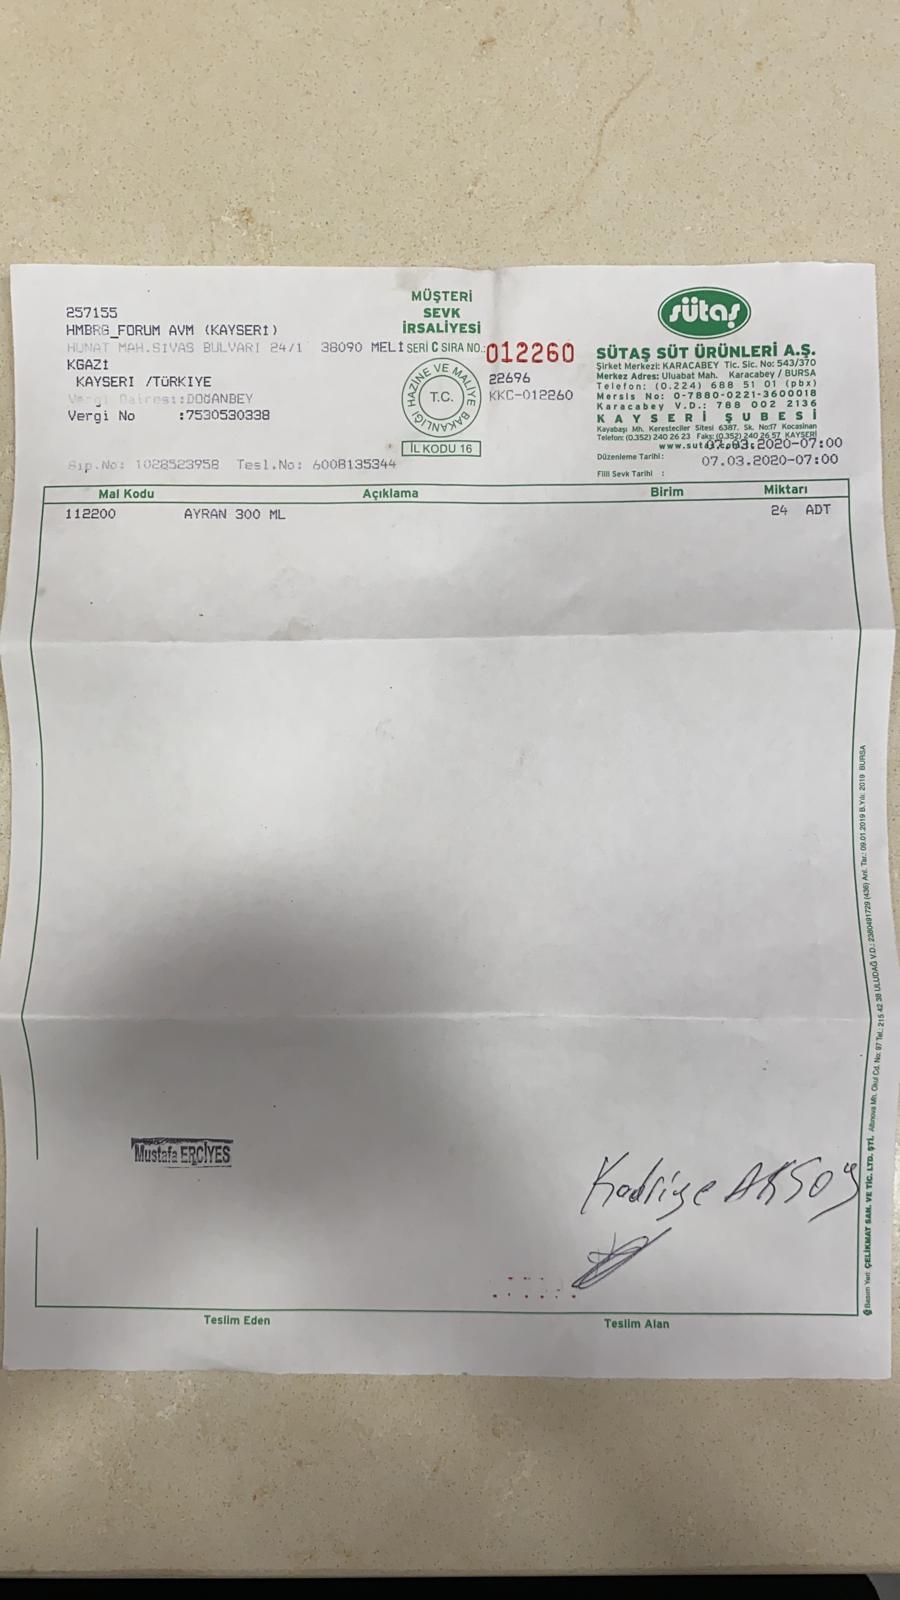 257155
HMBRG_FORUM AVM (KAYSERİ)
HUNAT MAH.SIVAS BULVARI 24/1 38090 MELİ
KGAZİ
KAYSERİ /TÜRKİYE
Vergi Dairesi:DOĞANBEY
Vergi No :7530530338
Sip.No: 1028523958 Tesl.No: 6008135344
MÜŞTERİ
SEVK
İRSALİYESİ
SERİ C SIRA NO.: 012260
22696
KKC-012260
T.C.
HAZİNE VE MALİYE BAKANLIĞI
İL KODU 16
sütaş
SÜTAŞ SÜT ÜRÜNLERİ A.Ş.
Şirket Merkezi: KARACABEY Tic. Sic. No: 543/370
Merkez Adres: Uluabat Mah. Karacabey / BURSA
Telefon: (0.224) 688 51 01 (pbx)
Mersis No: 0-7880-0221-3600018
Karacabey V.D.: 788 002 2136
KAYSERİ ŞUBESİ
Kayabaşı Mh. Keresteciler Sitesi 6387. Sk. No:17 Kocasinan
Telefon: (0.352) 240 26 23 Faks: (0.352) 240 26 57 KAYSERİ
07.03.2020-07:00
Düzenleme Tarihi: 07.03.2020-07:00
Fiili Sevk Tarihi :
Mal Kodu Açıklama Birim Miktarı
112200 AYRAN 300 ML 24 ADT
Mustafa ERCİYES
Kadriye AKSOY
Teslim Eden
Teslim Alan
Basım Yeri: ÇELİKMAT SAN. VE TİC. LTD. ŞTİ. Altınova Mh. Okul Cd. No: 97 Tel.: 215 42 38 ULUDAĞ V.D.: 2380491729 (436) Anl. Tar.: 09.01.2019 B.Yılı: 2019 BURSA